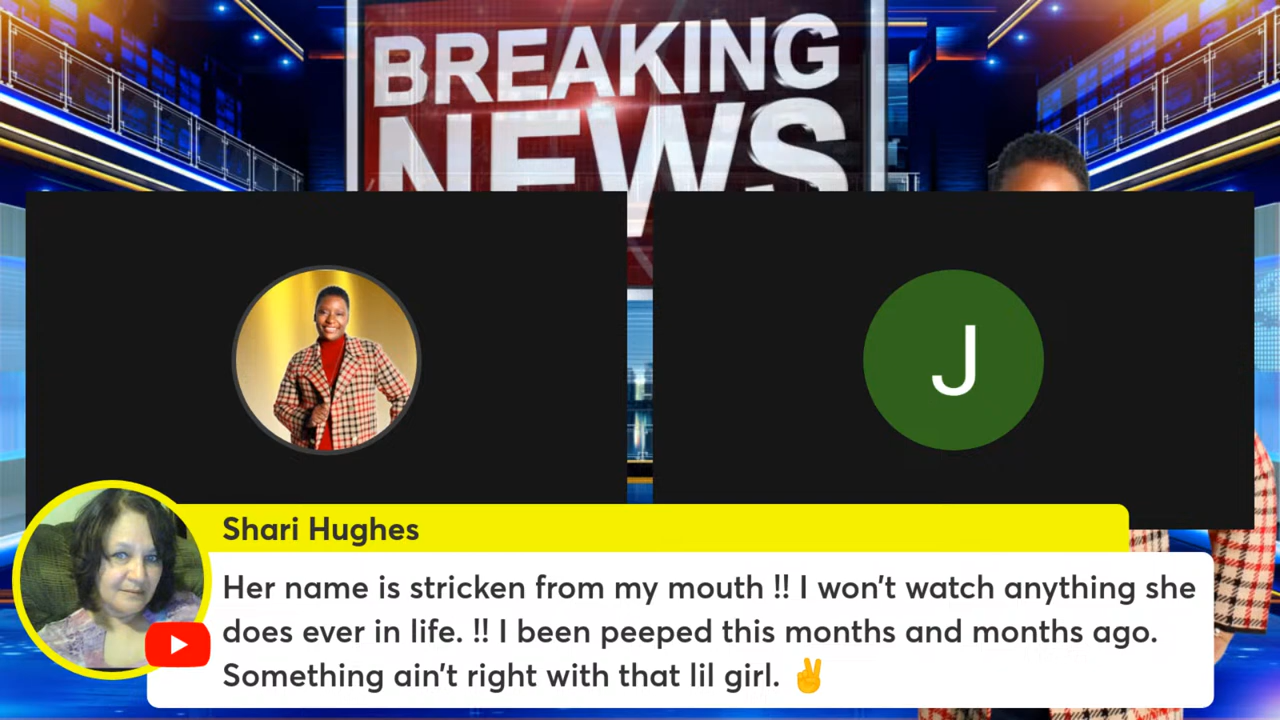 BREAKING
NEWS
J
Shari Hughes
Her name is stricken from my mouth !! I won’t watch anything she
does ever in life. !! I been peeped this months and months ago.
Something ain’t right with that lil girl. ✌️